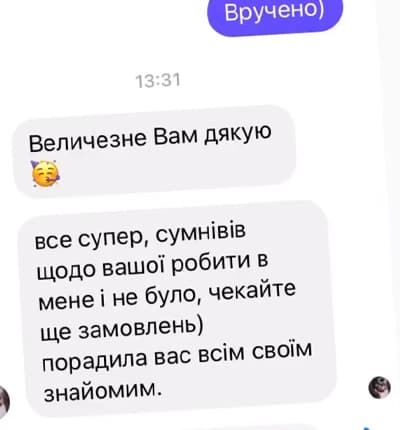 Вручено)
13:31
Величезне Вам дякую
🥳
все супер, сумнівів
щодо вашої робити в
мене і не було, чекайте
ще замовлень)
порадила вас всім своїм
знайомим.